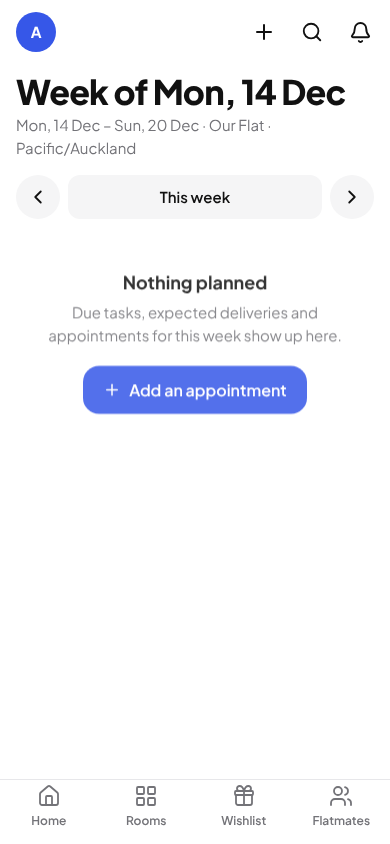 A
Week of Mon, 14 Dec
Mon, 14 Dec – Sun, 20 Dec · Our Flat ·
Pacific/Auckland
This week
Nothing planned
Due tasks, expected deliveries and
appointments for this week show up here.
Add an appointment
Home
Rooms
Wishlist
Flatmates